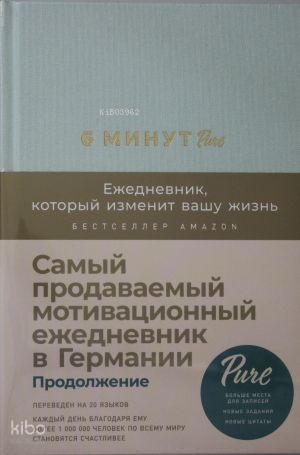 KiB03962
6 МИНУТ Pure
Ежедневник,
который изменит вашу жизнь
БЕСТСЕЛЛЕР AMAZON
Самый
продаваемый
мотивационный
ежедневник
в Германии
Продолжение
ПЕРЕВЕДЕН НА 20 ЯЗЫКОВ
КАЖДЫЙ ДЕНЬ БЛАГОДАРЯ ЕМУ
БОЛЕЕ 1 000 000 ЧЕЛОВЕК ПО ВСЕМУ МИРУ
СТАНОВЯТСЯ СЧАСТЛИВЕЕ
Pure
БОЛЬШЕ МЕСТА
ДЛЯ ЗАПИСЕЙ
НОВЫЕ ЗАДАНИЯ
НОВЫЕ ЦИТАТЫ
kibo